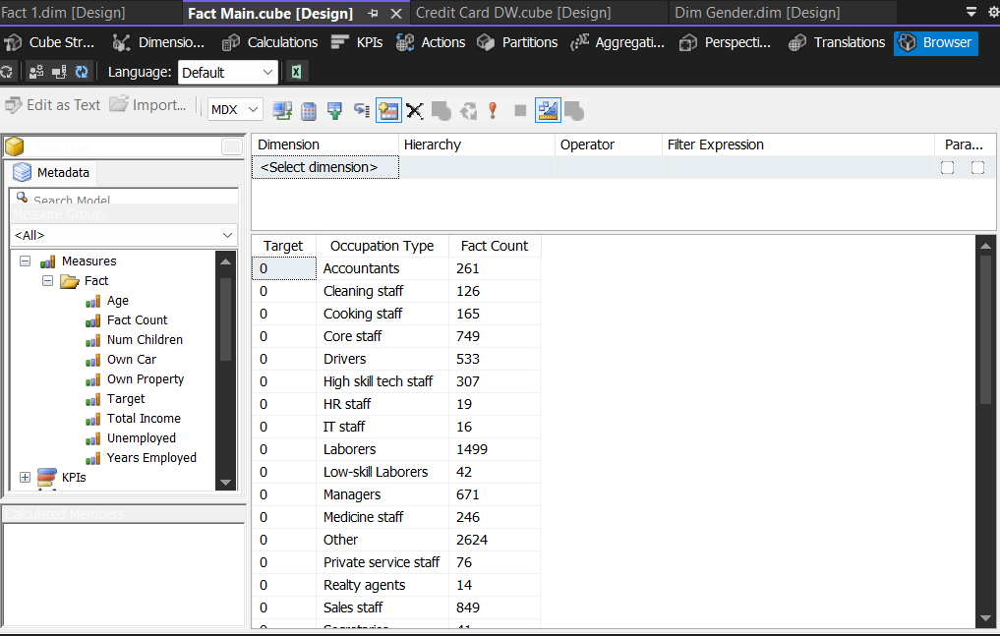 Fact 1.dim [Design] Fact Main.cube [Design] Credit Card DW.cube [Design] Dim Gender.dim [Design]
Cube Str... Dimensio... Calculations KPIs Actions Partitions Aggregati... Perspecti... Translations Browser
Language: Default
Edit as Text Import... MDX
Metadata
Search Model
Measure Group:
<All>
Measures
Fact
Age
Fact Count
Num Children
Own Car
Own Property
Target
Total Income
Unemployed
Years Employed
KPIs
Calculated Members
Dimension Hierarchy Operator Filter Expression Para...
<Select dimension>
Target Occupation Type Fact Count
0 Accountants 261
0 Cleaning staff 126
0 Cooking staff 165
0 Core staff 749
0 Drivers 533
0 High skill tech staff 307
0 HR staff 19
0 IT staff 16
0 Laborers 1499
0 Low-skill Laborers 42
0 Managers 671
0 Medicine staff 246
0 Other 2624
0 Private service staff 76
0 Realty agents 14
0 Sales staff 849